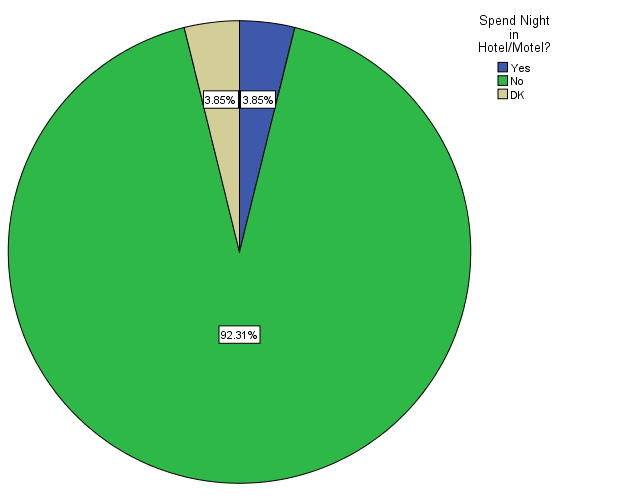 Spend Night
in
Hotel/Motel?
Yes
No
DK
3.85%
3.85%
92.31%